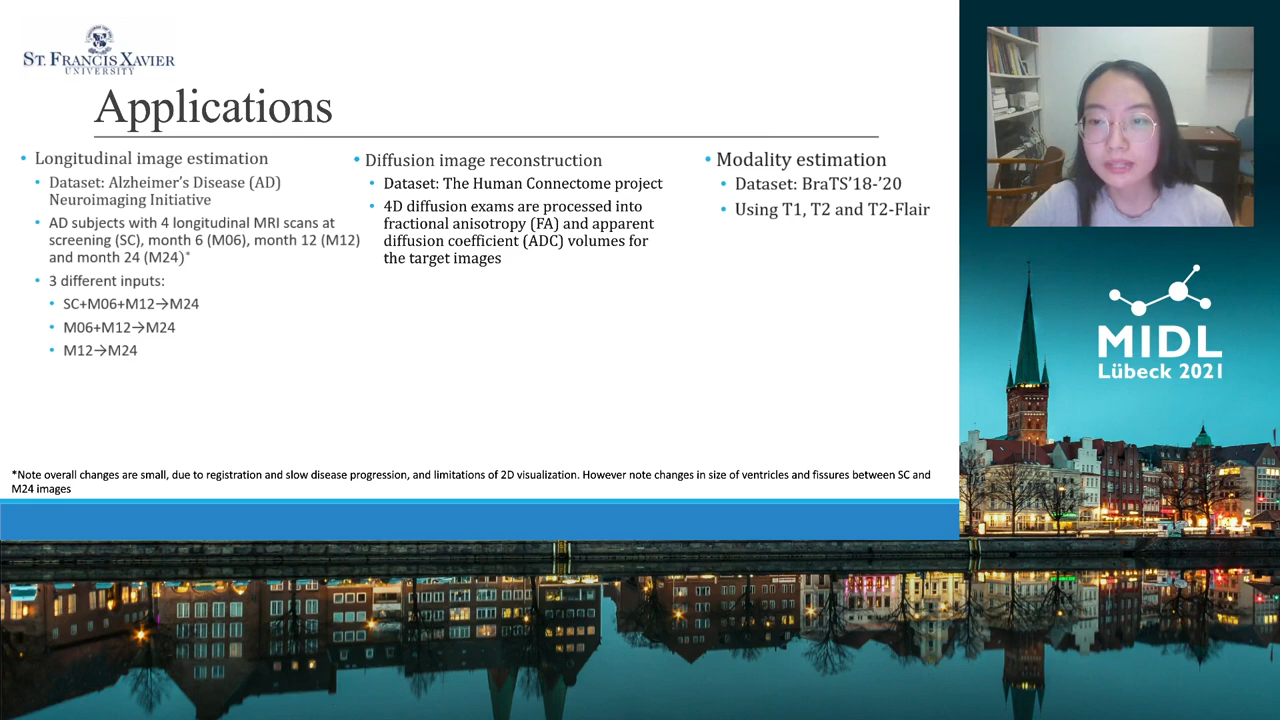 ST. FRANCIS XAVIER
UNIVERSITY
Applications
• Longitudinal image estimation
• Dataset: Alzheimer's Disease (AD)
Neuroimaging Initiative
• AD subjects with 4 longitudinal MRI scans at
screening (SC), month 6 (M06), month 12 (M12)
and month 24 (M24)*
• 3 different inputs:
• SC+M06+M12→M24
• M06+M12→M24
• M12→M24
• Diffusion image reconstruction
• Dataset: The Human Connectome project
• 4D diffusion exams are processed into
fractional anisotropy (FA) and apparent
diffusion coefficient (ADC) volumes for
the target images
• Modality estimation
• Dataset: BraTS'18-'20
• Using T1, T2 and T2-Flair
*Note overall changes are small, due to registration and slow disease progression, and limitations of 2D visualization. However note changes in size of ventricles and fissures between SC and
M24 images
MIDL
Lübeck 2021